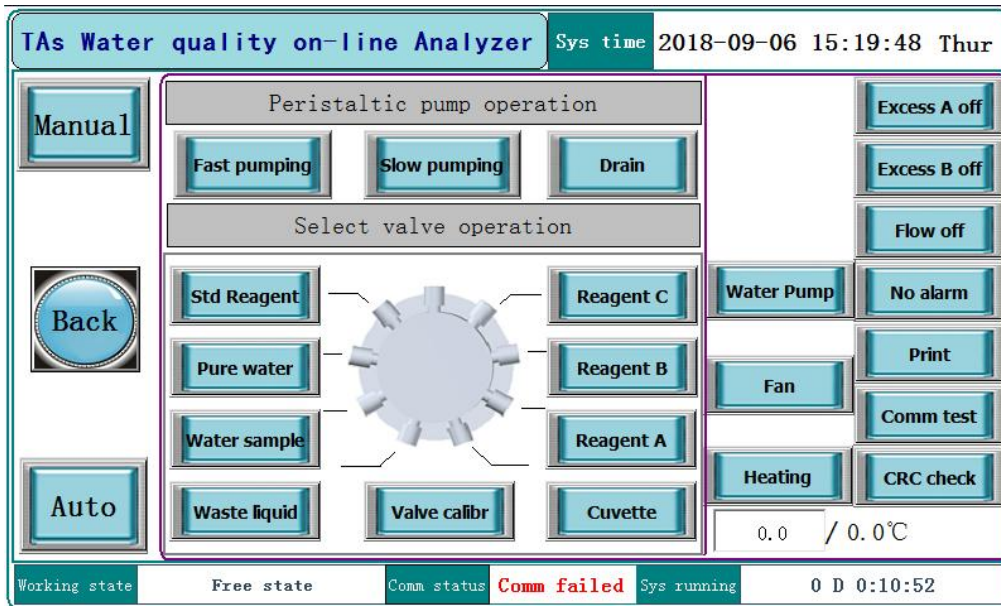 TAs Water quality on-line Analyzer Sys time 2018-09-06 15:19:48 Thur
Manual
Back
Auto
Peristaltic pump operation
Fast pumping Slow pumping Drain
Select valve operation
Std Reagent Reagent C
Pure water Reagent B
Water sample Reagent A
Waste liquid Valve calibr Cuvette
Water Pump
Fan
Heating
0.0 / 0.0℃
Excess A off
Excess B off
Flow off
No alarm
Print
Comm test
CRC check
Working state Free state Comm status Comm failed Sys running 0 D 0:10:52